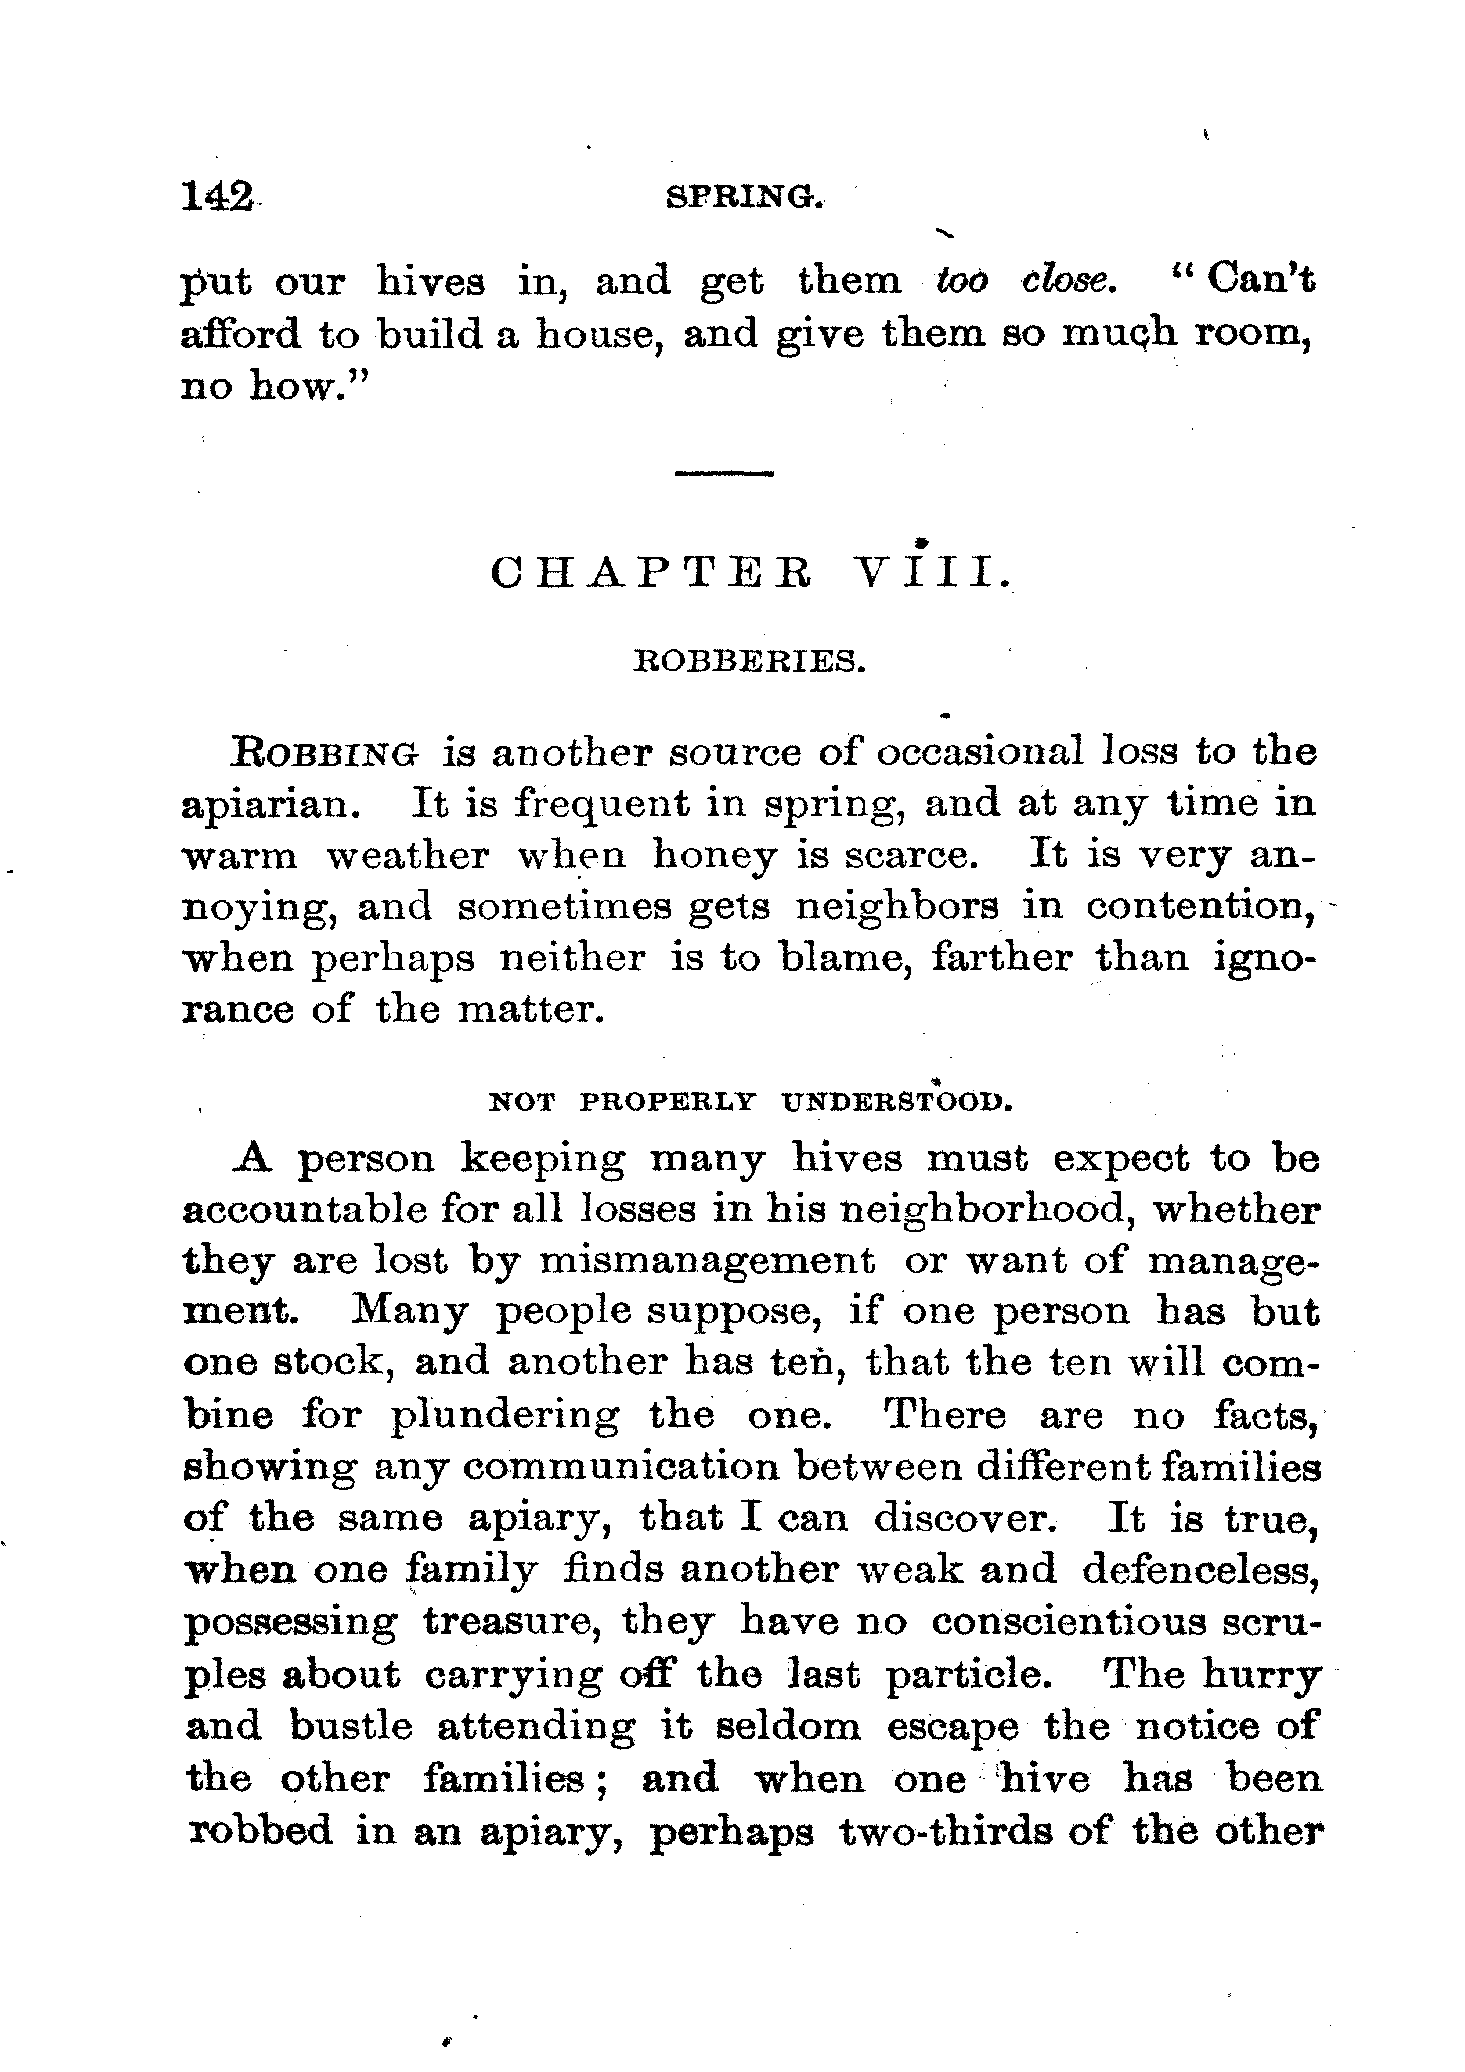 142 SPRING.
put our hives in, and get them too close. "Can't
afford to build a house, and give them so much room,
no how."
CHAPTER VIII.
ROBBERIES.
ROBBING is another source of occasional loss to the
apiarian. It is frequent in spring, and at any time in
warm weather when honey is scarce. It is very an-
noying, and sometimes gets neighbors in contention,
when perhaps neither is to blame, farther than igno-
rance of the matter.
NOT PROPERLY UNDERSTOOD.
A person keeping many hives must expect to be
accountable for all losses in his neighborhood, whether
they are lost by mismanagement or want of manage-
ment. Many people suppose, if one person has but
one stock, and another has ten, that the ten will com-
bine for plundering the one. There are no facts,
showing any communication between different families
of the same apiary, that I can discover. It is true,
when one family finds another weak and defenceless,
possessing treasure, they have no conscientious scru-
ples about carrying off the last particle. The hurry
and bustle attending it seldom escape the notice of
the other families; and when one hive has been
robbed in an apiary, perhaps two-thirds of the other